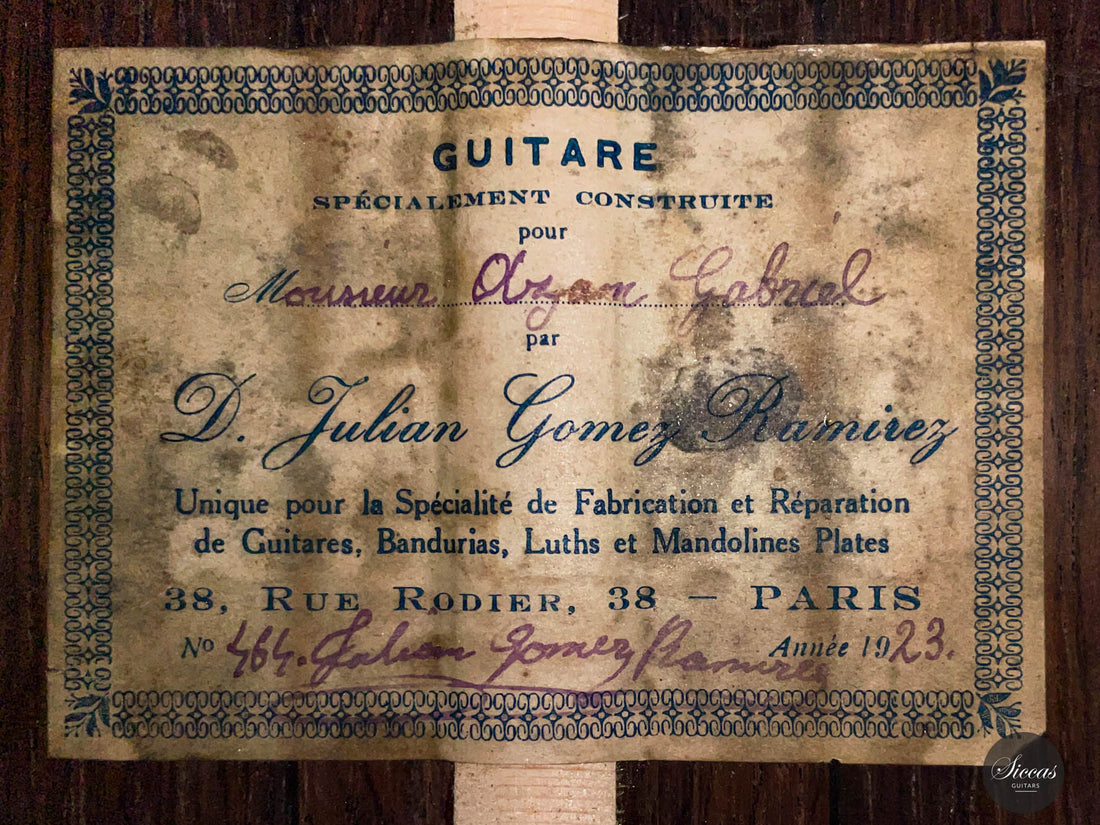 GUITARE
SPÉCIALEMENT CONSTRUITE
pour
Monsieur Gabriel
par
D. Julian Gomez Ramirez
Unique pour la Spécialité de Fabrication et Réparation
de Guitares, Bandurias, Luths et Mandolines Plates
38, RUE RODIER, 38 — PARIS
No 464. Julian Gomez Ramirez Année 1923.
Siccas
GUITARS